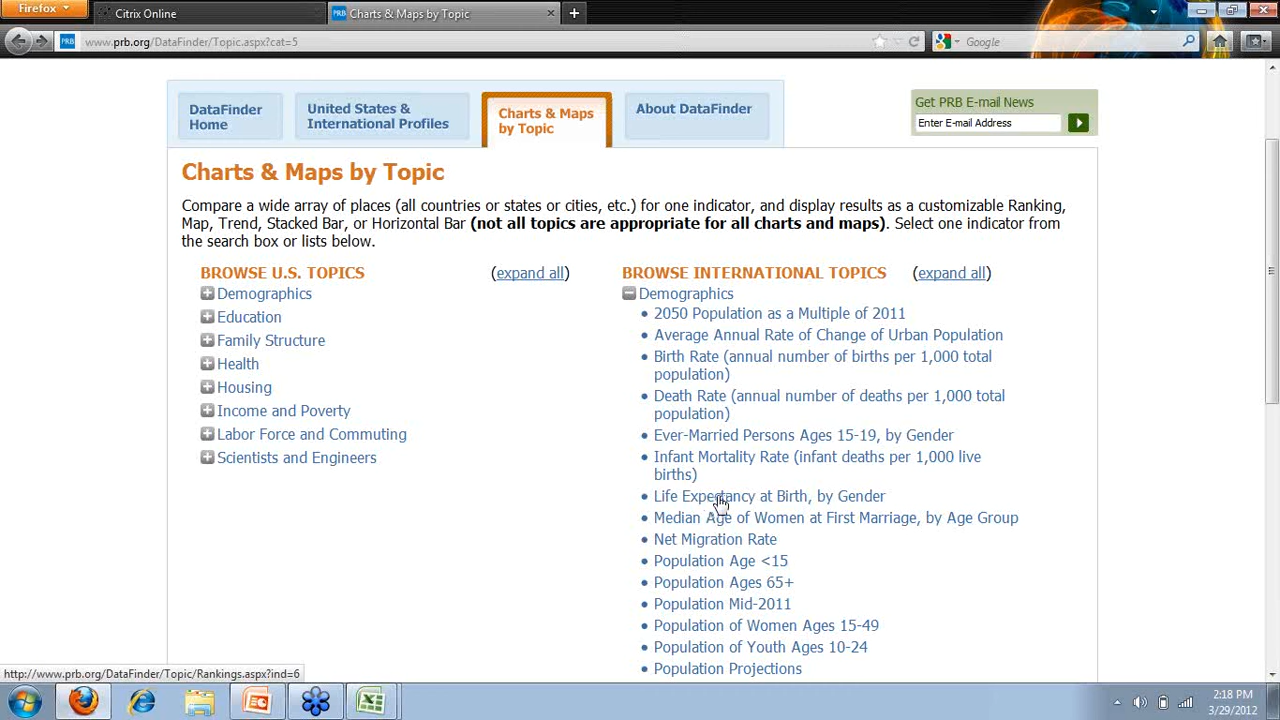 Firefox
Citrix Online
PRB
Charts & Maps by Topic
PRB
www.prb.org/DataFinder/Topic.aspx?cat=5
Google
DataFinder
Home
United States &
International Profiles
Charts & Maps
by Topic
About DataFinder
Get PRB E-mail News
Enter E-mail Address
Charts & Maps by Topic
Compare a wide array of places (all countries or states or cities, etc.) for one indicator, and display results as a customizable Ranking,
Map, Trend, Stacked Bar, or Horizontal Bar (not all topics are appropriate for all charts and maps). Select one indicator from
the search box or lists below.
BROWSE U.S. TOPICS (expand all)
Demographics
Education
Family Structure
Health
Housing
Income and Poverty
Labor Force and Commuting
Scientists and Engineers
BROWSE INTERNATIONAL TOPICS (expand all)
Demographics
• 2050 Population as a Multiple of 2011
• Average Annual Rate of Change of Urban Population
• Birth Rate (annual number of births per 1,000 total
population)
• Death Rate (annual number of deaths per 1,000 total
population)
• Ever-Married Persons Ages 15-19, by Gender
• Infant Mortality Rate (infant deaths per 1,000 live
births)
• Life Expectancy at Birth, by Gender
• Median Age of Women at First Marriage, by Age Group
• Net Migration Rate
• Population Age <15
• Population Ages 65+
• Population Mid-2011
• Population of Women Ages 15-49
• Population of Youth Ages 10-24
• Population Projections
http://www.prb.org/DataFinder/Topic/Rankings.aspx?ind=6
2:18 PM
3/29/2012